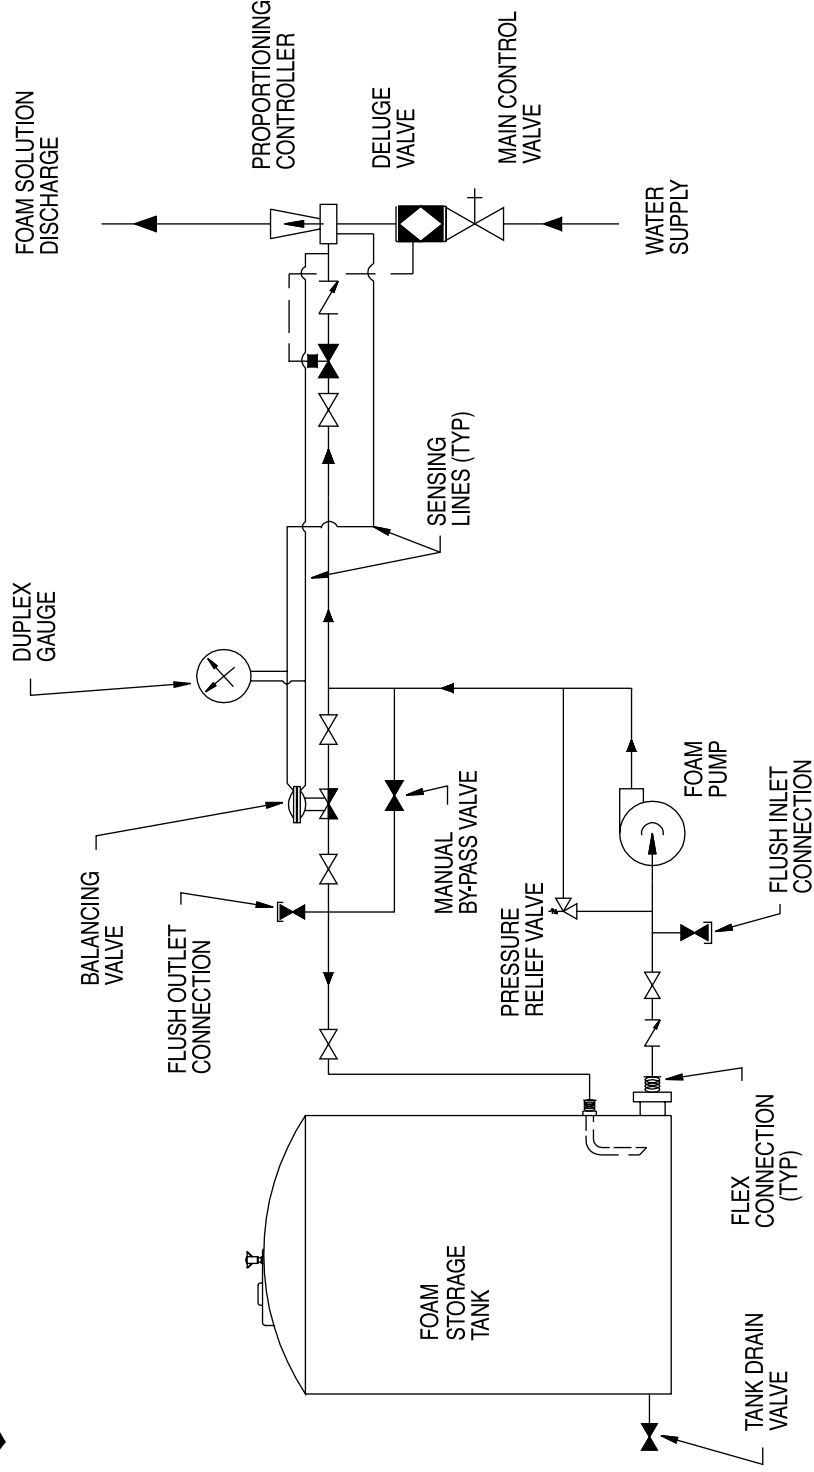 FOAM SOLUTION
DISCHARGE
PROPORTIONING
CONTROLLER
DELUGE
VALVE
MAIN CONTROL
VALVE
WATER
SUPPLY
DUPLEX
GAUGE
SENSING
LINES (TYP)
BALANCING
VALVE
FLUSH OUTLET
CONNECTION
MANUAL
BY-PASS VALVE
PRESSURE
RELIEF VALVE
FOAM
PUMP
FLUSH INLET
CONNECTION
FOAM
STORAGE
TANK
FLEX
CONNECTION
(TYP)
TANK DRAIN
VALVE